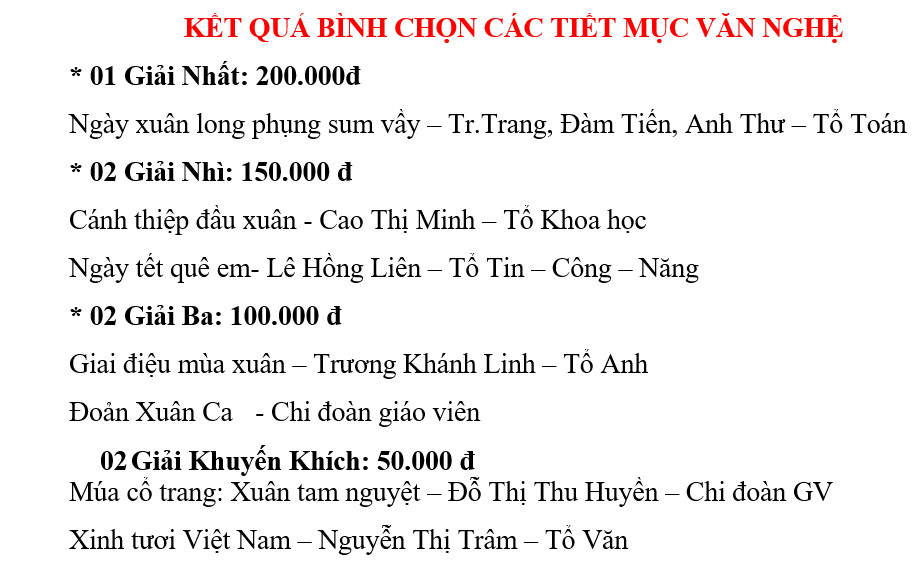 KẾT QUÁ BÌNH CHỌN CÁC TIẾT MỤC VĂN NGHỆ
* 01 Giải Nhất: 200.000đ
Ngày xuân long phụng sum vầy – Tr.Trang, Đàm Tiến, Anh Thư – Tổ Toán
* 02 Giải Nhì: 150.000 đ
Cánh thiệp đầu xuân - Cao Thị Minh – Tổ Khoa học
Ngày tết quê em- Lê Hồng Liên – Tổ Tin – Công – Năng
* 02 Giải Ba: 100.000 đ
Giai điệu mùa xuân – Trương Khánh Linh – Tổ Anh
Đoản Xuân Ca - Chi đoàn giáo viên
02 Giải Khuyến Khích: 50.000 đ
Múa cổ trang: Xuân tam nguyệt – Đỗ Thị Thu Huyền – Chi đoàn GV
Xinh tươi Việt Nam – Nguyễn Thị Trâm – Tổ Văn